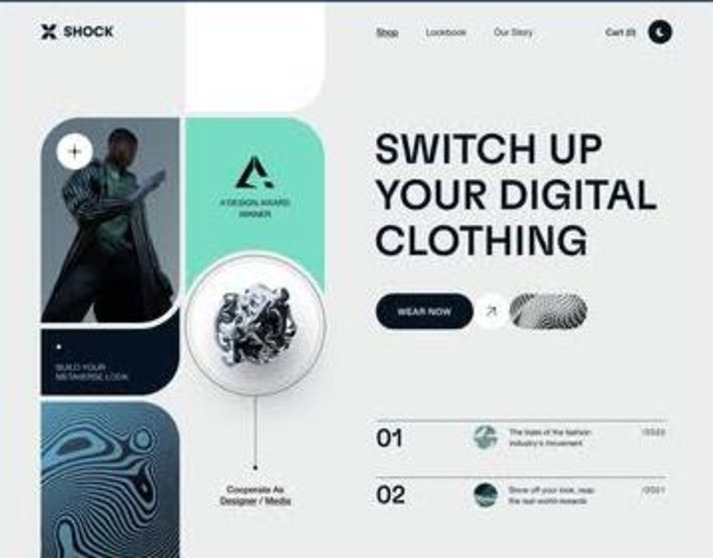 SHOCK
Shop
Lookbook
Our Story
Cart (0)
A'DESIGN AWARD
WINNER
SWITCH UP
YOUR DIGITAL
CLOTHING
WEAR NOW
BUILD YOUR
METAVERSE LOOK
Cooperate As
Designer / Media
01
The trales of the fashion
industry's movement
/2022
02
Show off your look, reap
the real-world rewards
/2021